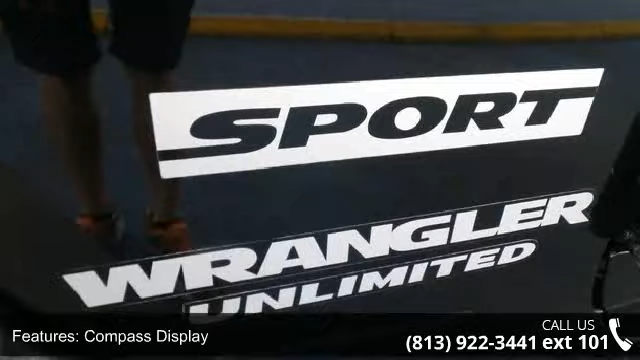 SPORT
WRANGLER
UNLIMITED
Features: Compass Display
CALL US
(813) 922-3441 ext 101